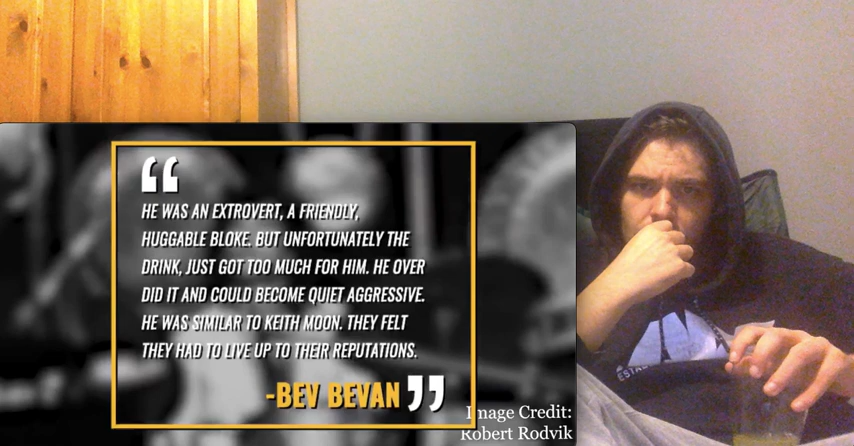 “
HE WAS AN EXTROVERT, A FRIENDLY,
HUGGABLE BLOKE. BUT UNFORTUNATELY THE
DRINK, JUST GOT TOO MUCH FOR HIM. HE OVER
DID IT AND COULD BECOME QUIET AGGRESSIVE.
HE WAS SIMILAR TO KEITH MOON. THEY FELT
THEY HAD TO LIVE UP TO THEIR REPUTATIONS.
-BEV BEVAN ”
Image Credit:
Robert Rodvik